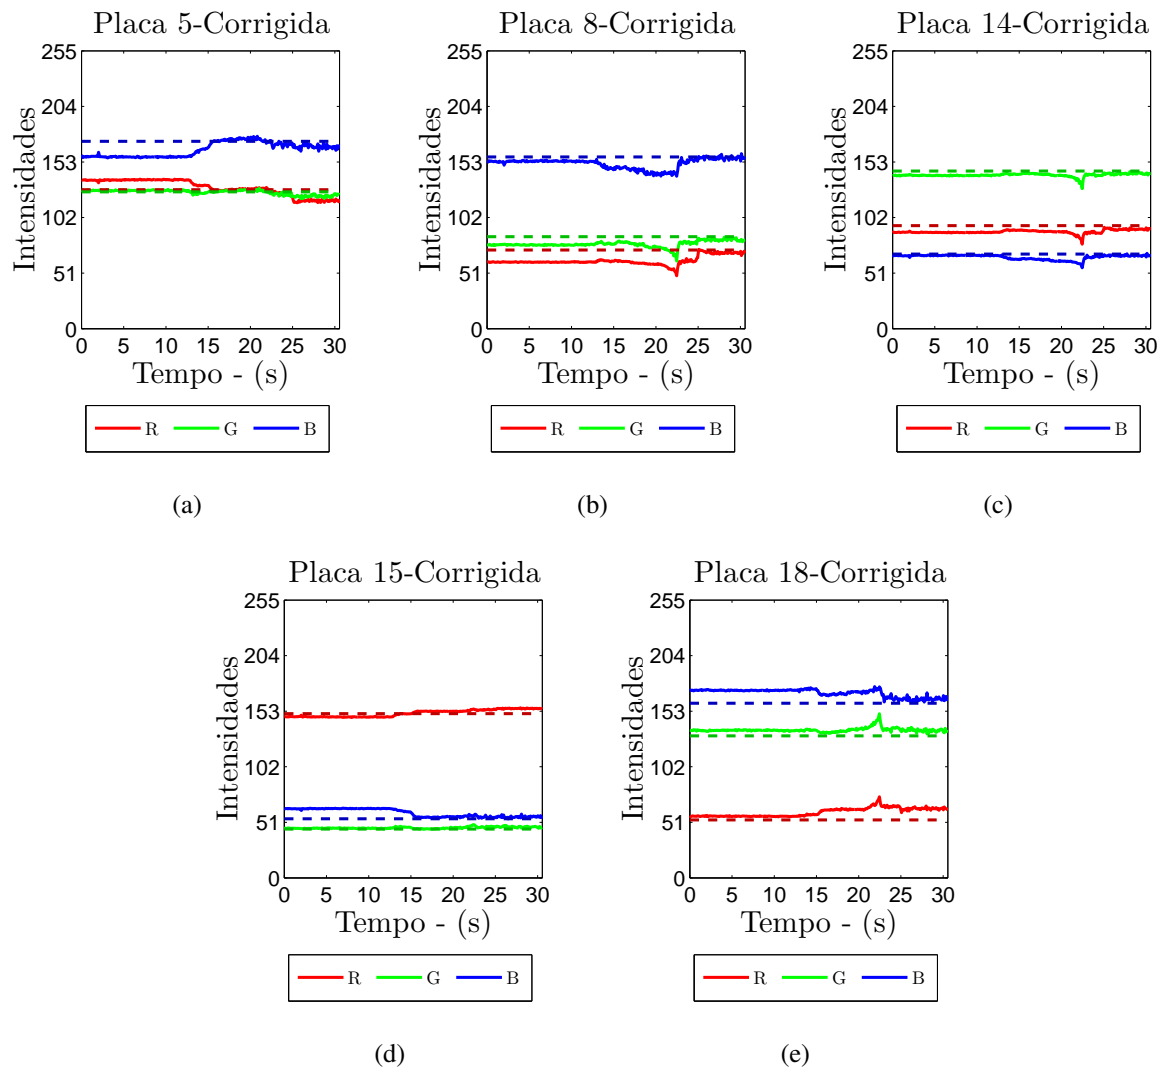 Placa 5-Corrigida
Placa 8-Corrigida
Placa 14-Corrigida
255
204
153
102
51
0
Intensidades
0 5 10 15 20 25 30
Tempo - (s)
R G B
255
204
153
102
51
0
Intensidades
0 5 10 15 20 25 30
Tempo - (s)
R G B
255
204
153
102
51
0
Intensidades
0 5 10 15 20 25 30
Tempo - (s)
R G B
(a)
(b)
(c)
Placa 15-Corrigida
Placa 18-Corrigida
255
204
153
102
51
0
Intensidades
0 5 10 15 20 25 30
Tempo - (s)
R G B
255
204
153
102
51
0
Intensidades
0 5 10 15 20 25 30
Tempo - (s)
R G B
(d)
(e)